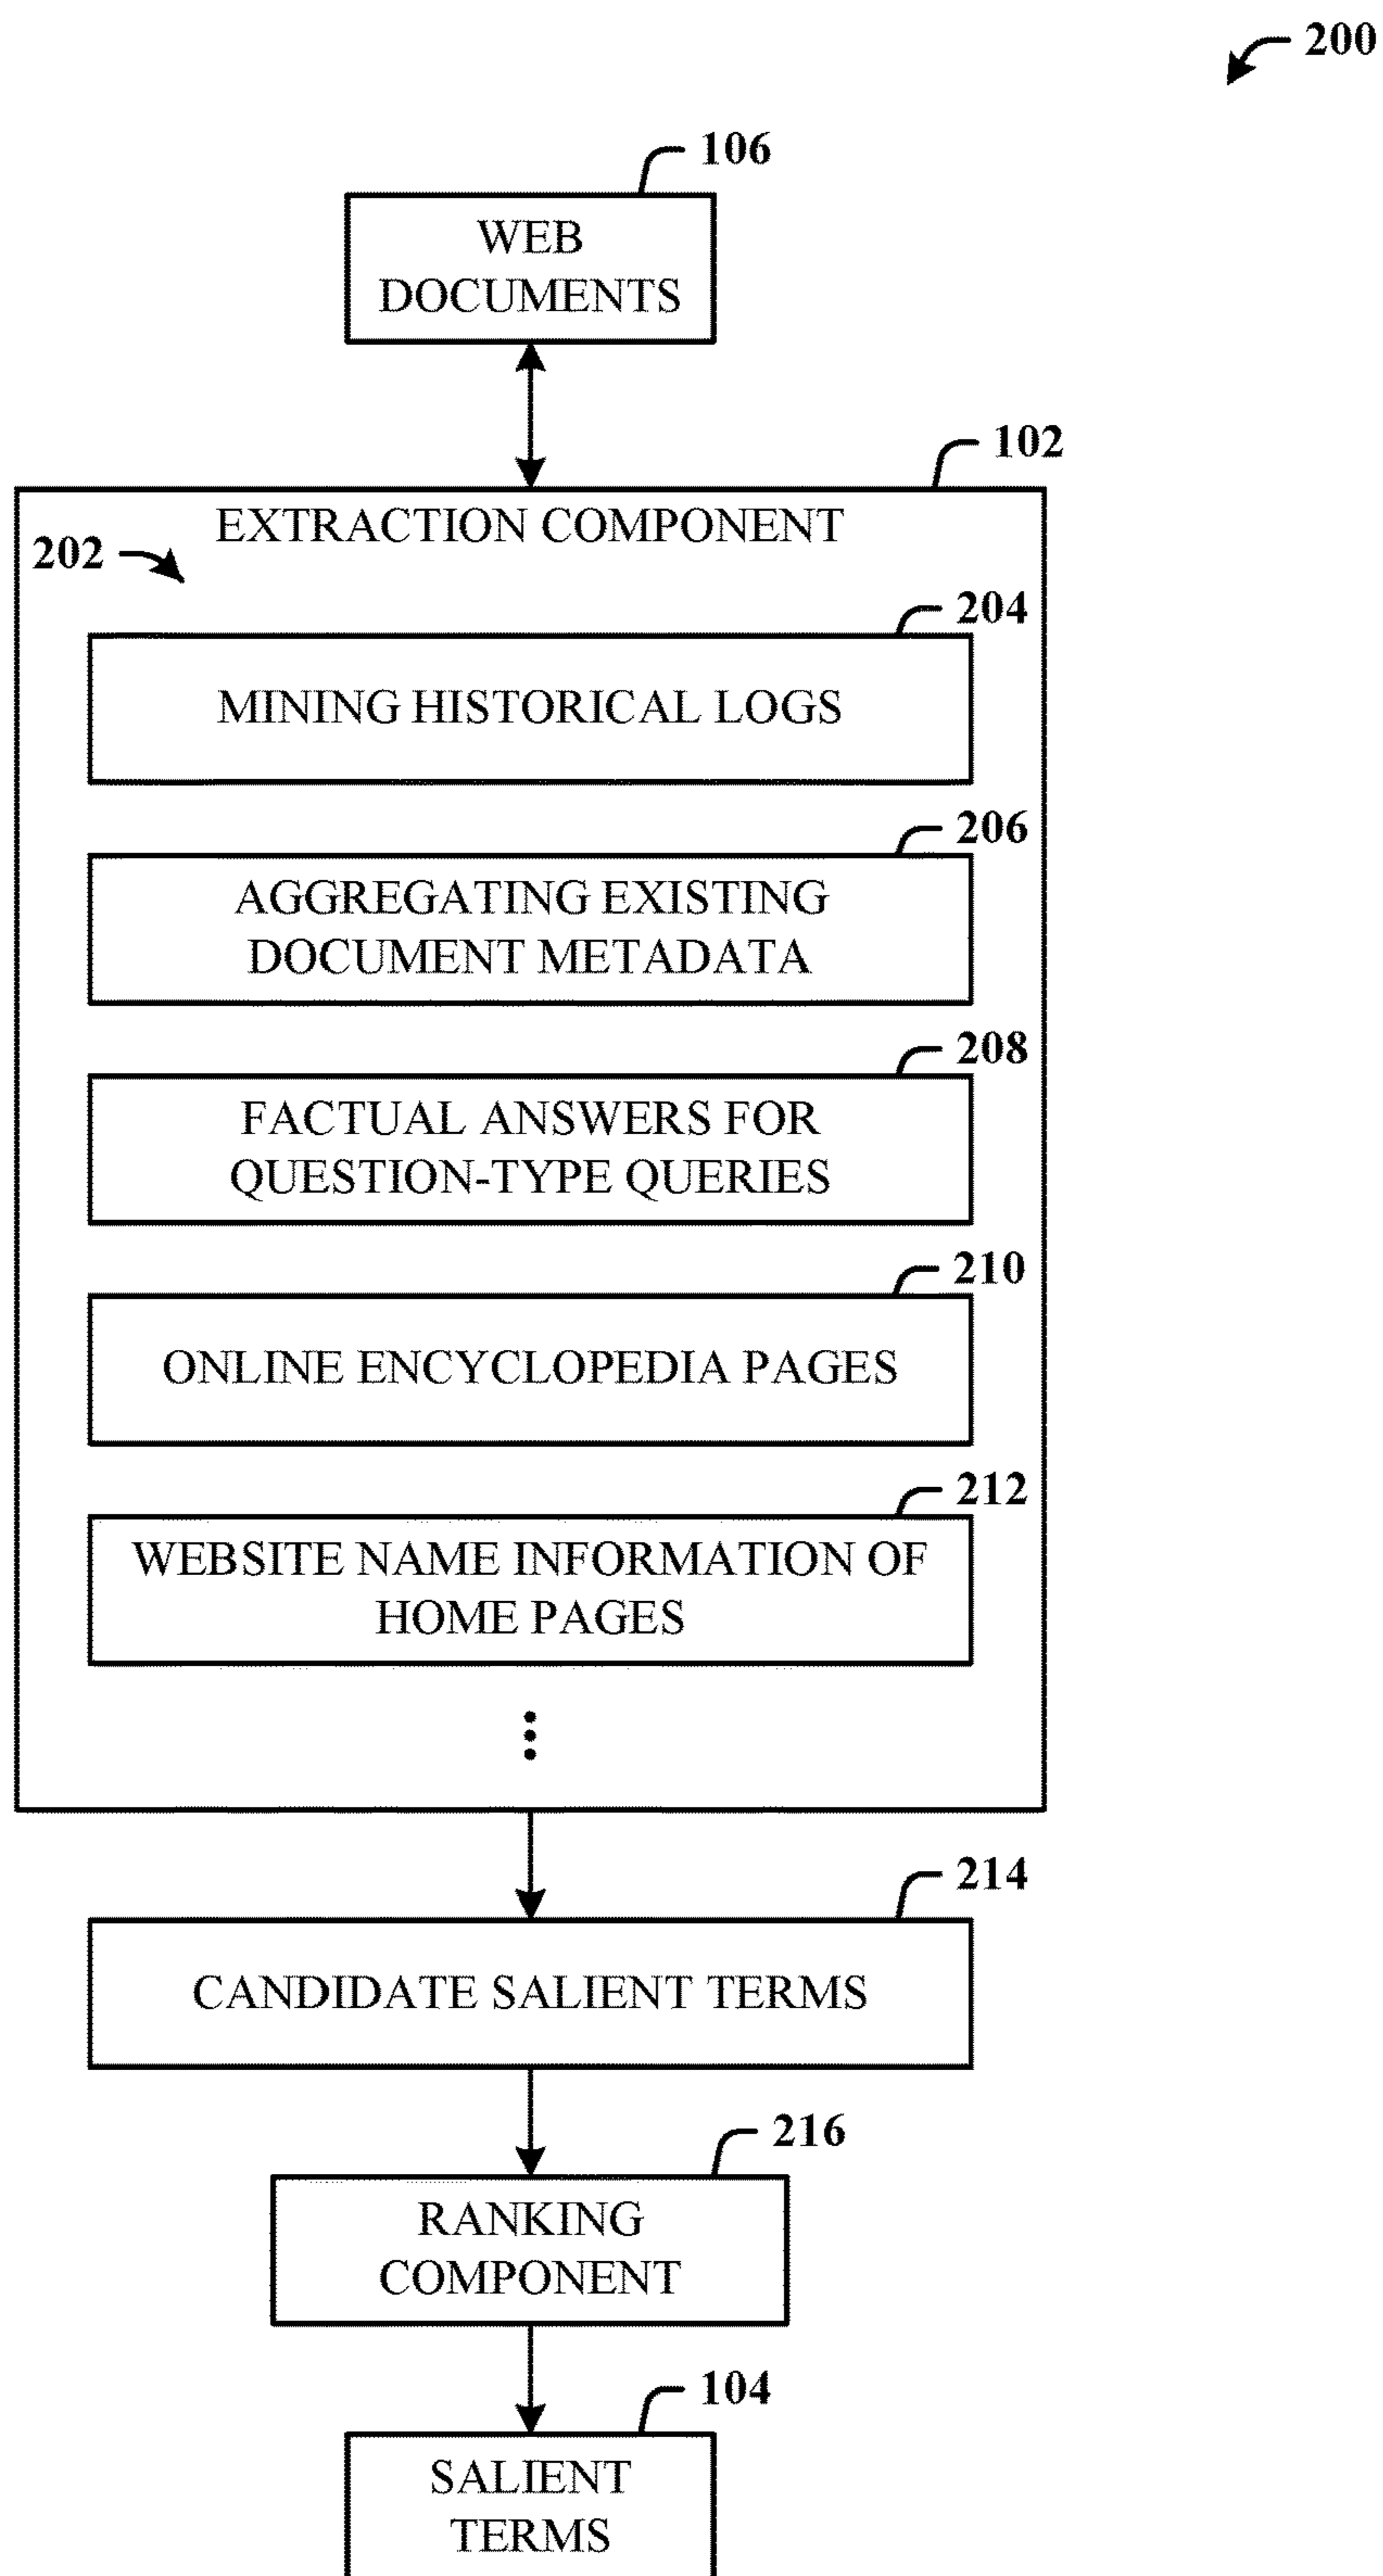 200
106
WEB
DOCUMENTS
102
EXTRACTION COMPONENT
202
204
MINING HISTORICAL LOGS
206
AGGREGATING EXISTING
DOCUMENT METADATA
208
FACTUAL ANSWERS FOR
QUESTION-TYPE QUERIES
210
ONLINE ENCYCLOPEDIA PAGES
212
WEBSITE NAME INFORMATION OF
HOME PAGES
214
CANDIDATE SALIENT TERMS
216
RANKING
COMPONENT
104
SALIENT
TERMS